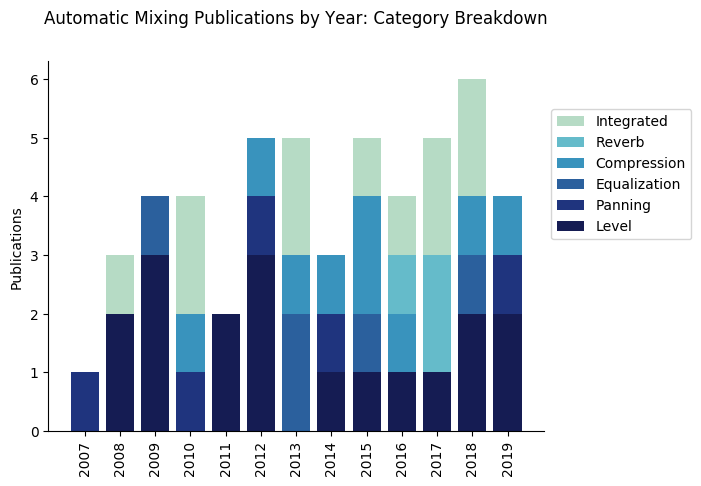 Automatic Mixing Publications by Year: Category Breakdown
Publications
6
5
4
3
2
1
0
2007
2008
2009
2010
2011
2012
2013
2014
2015
2016
2017
2018
2019
Integrated
Reverb
Compression
Equalization
Panning
Level